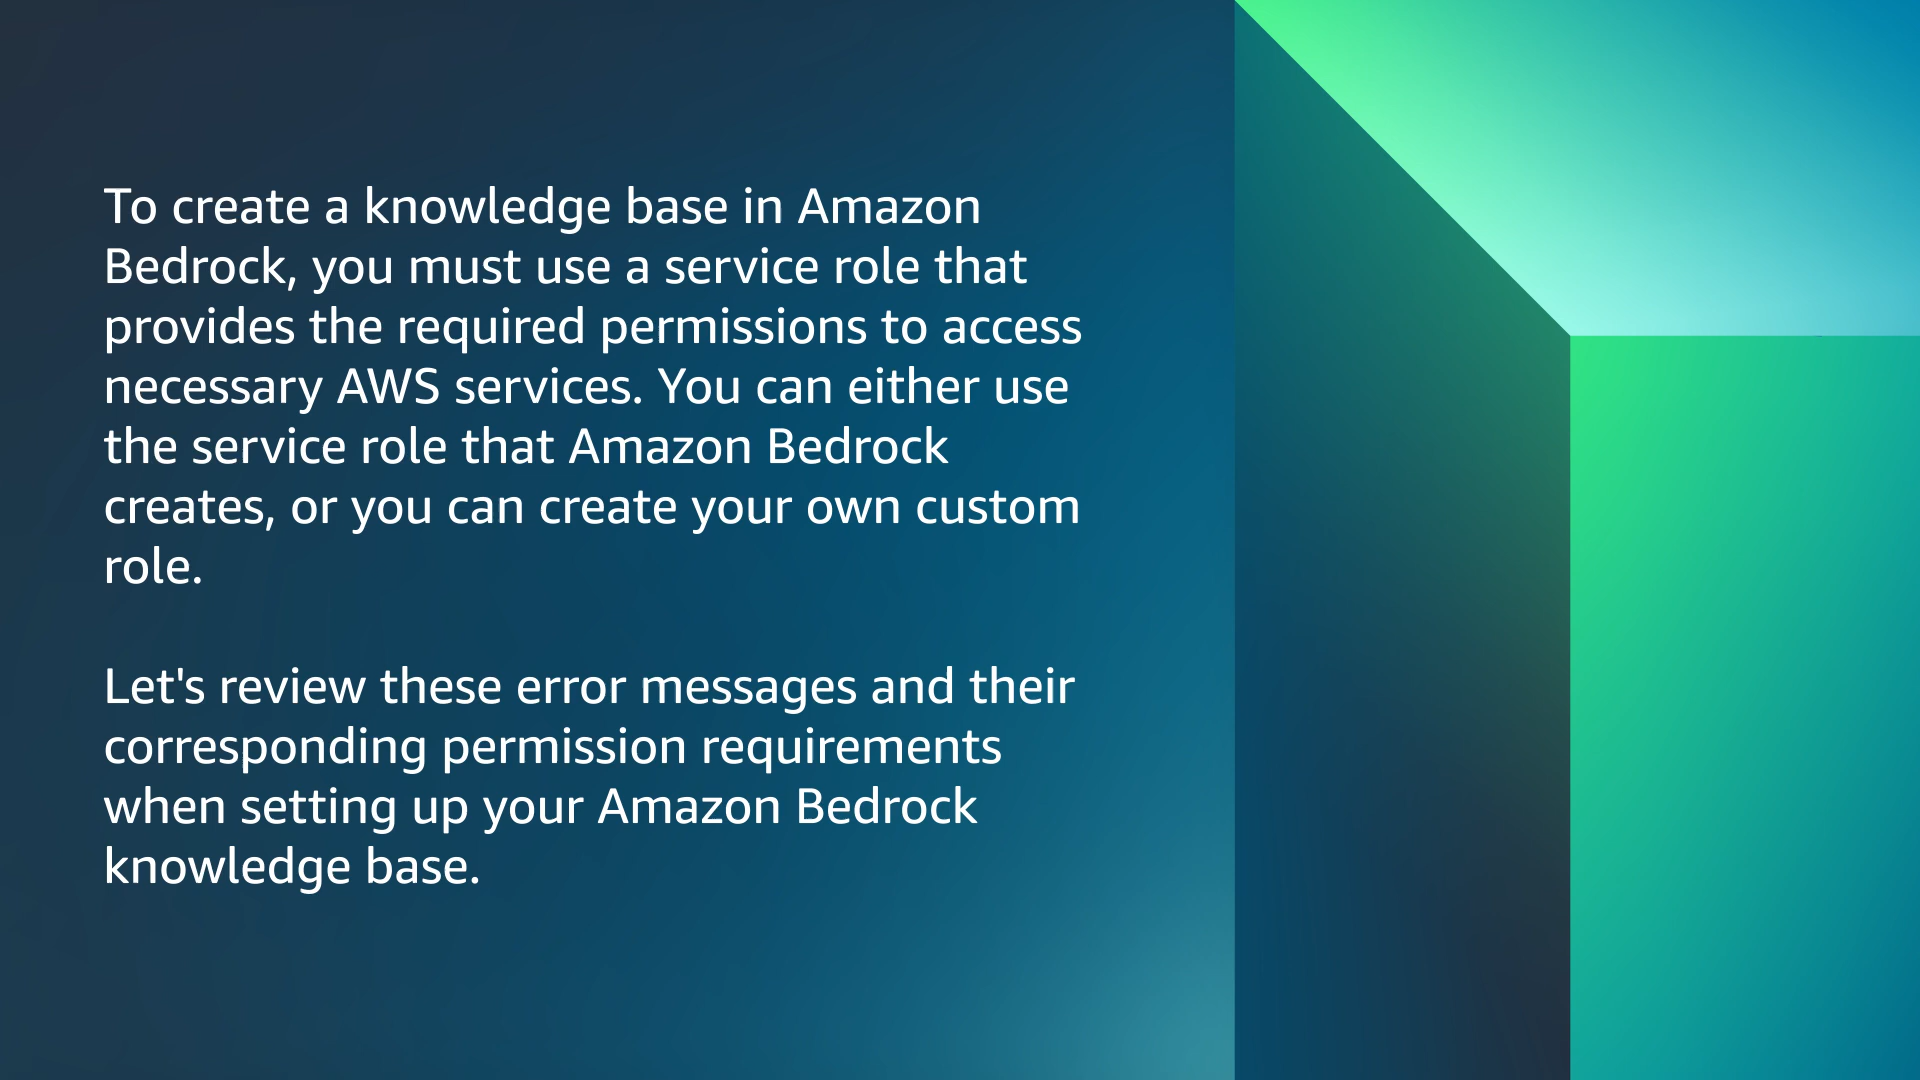 To create a knowledge base in Amazon
Bedrock, you must use a service role that
provides the required permissions to access
necessary AWS services. You can either use
the service role that Amazon Bedrock
creates, or you can create your own custom
role.
Let's review these error messages and their
corresponding permission requirements
when setting up your Amazon Bedrock
knowledge base.